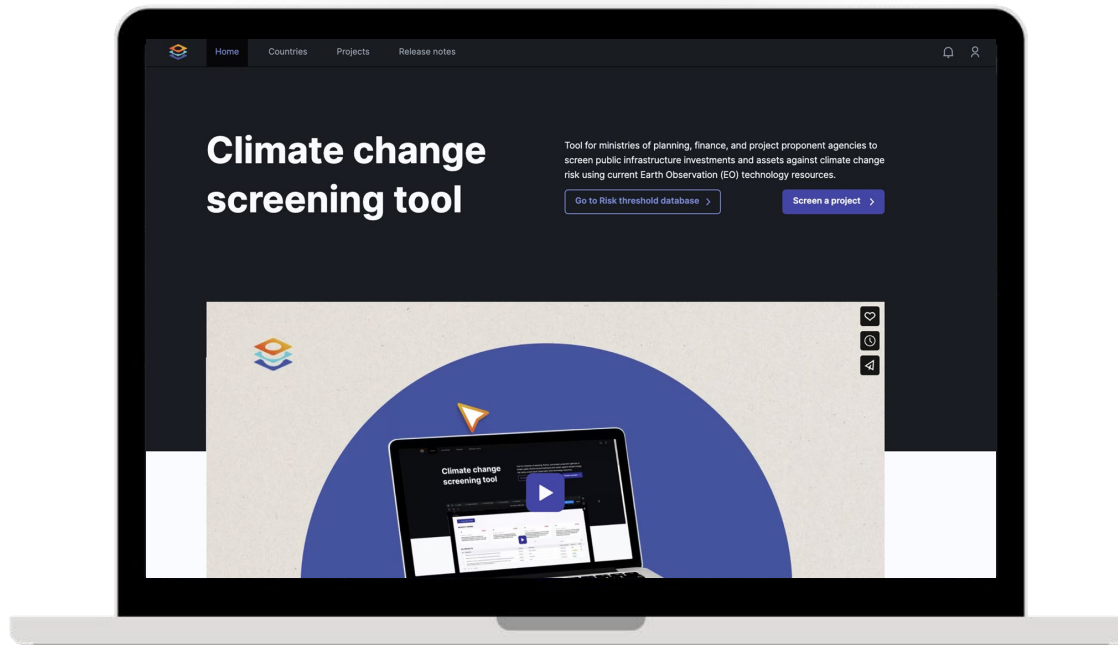 Home Countries Projects Release notes
Climate change
screening tool
Tool for ministries of planning, finance, and project proponent agencies to
screen public infrastructure investments and assets against climate change
risk using current Earth Observation (EO) technology resources.
Go to Risk threshold database
Screen a project
Climate change
screening tool